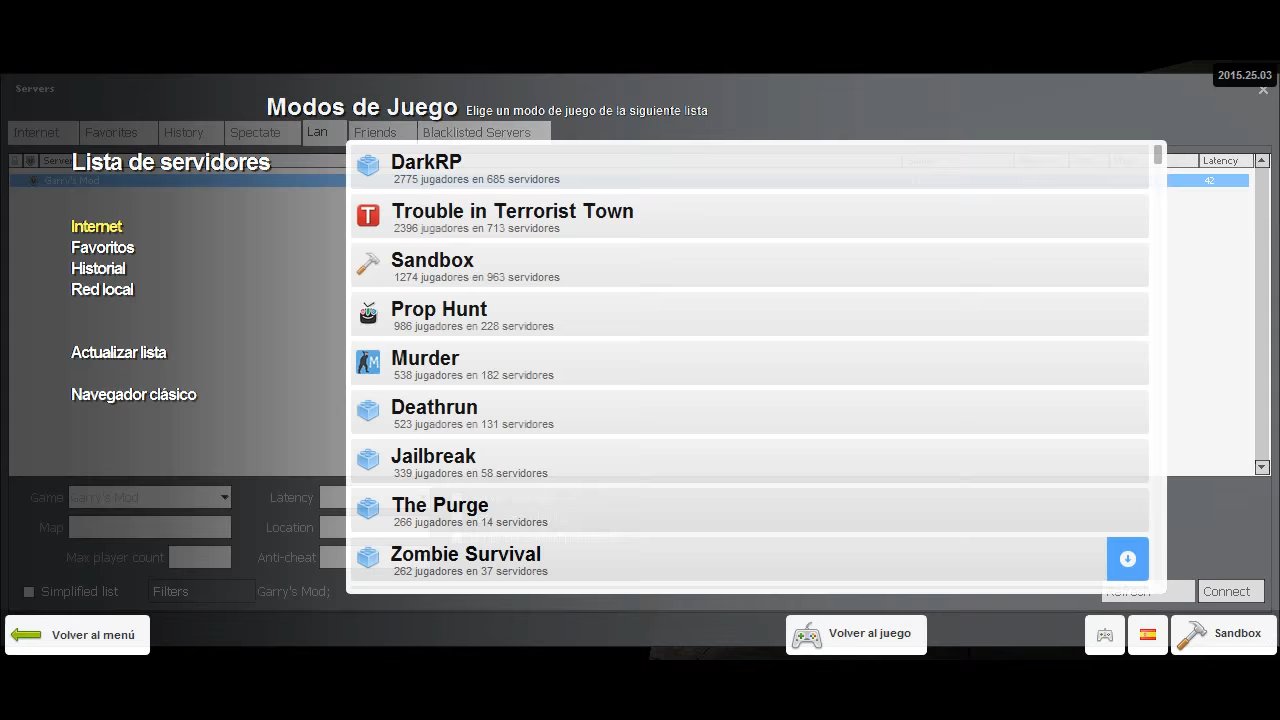 2015.25.03
Servers
Modos de Juego Elige un modo de juego de la siguiente lista
Internet Favorites History Spectate Lan Friends Blacklisted Servers
Lista de servidores
Latency
Garry's Mod
42
Internet
Favoritos
Historial
Red local
Actualizar lista
Navegador clásico
DarkRP
2775 jugadores en 685 servidores
T
Trouble in Terrorist Town
2396 jugadores en 713 servidores
Sandbox
1274 jugadores en 963 servidores
Prop Hunt
986 jugadores en 228 servidores
M
Murder
538 jugadores en 182 servidores
Deathrun
523 jugadores en 131 servidores
Jailbreak
339 jugadores en 58 servidores
The Purge
266 jugadores en 14 servidores
Zombie Survival
262 jugadores en 37 servidores
Game Garry's Mod Latency
Map Location
Max player count Anti-cheat
Simplified list Filters Garry's Mod;
Refresh Connect
Volver al menú
Volver al juego
Sandbox